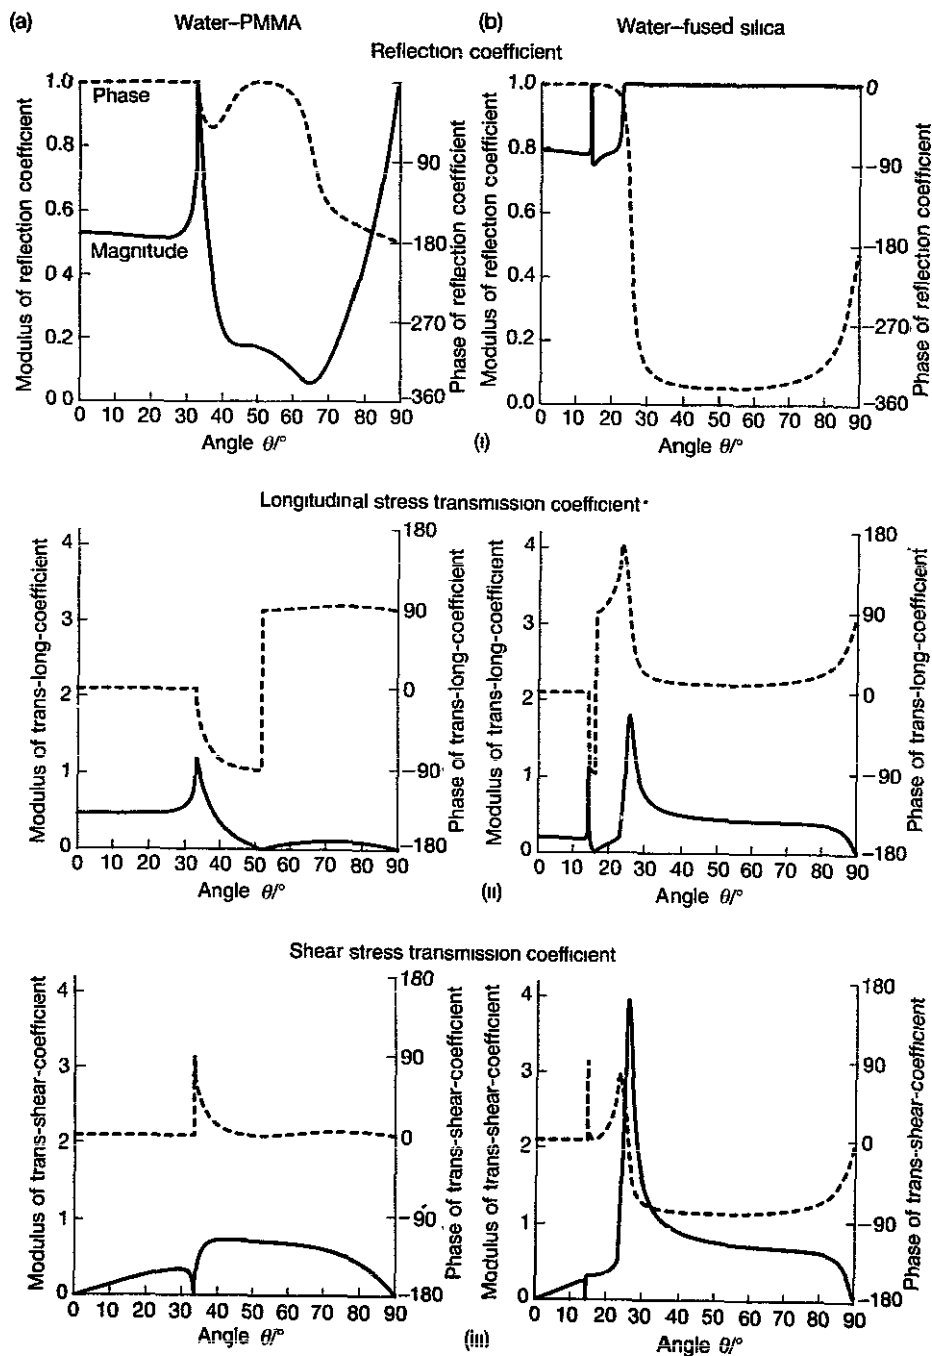 (a) Water–PMMA
(b) Water–fused silica
Reflection coefficient
Modulus of reflection coefficient
1.0
0.8
0.6
0.4
0.2
0.0
Phase
Magnitude
0
-90
-180
-270
-360
Phase of reflection coefficient
0 10 20 30 40 50 60 70 80 90
Angle θ/°
Modulus of reflection coefficient
1.0
0.8
0.6
0.4
0.2
0.0
0
-90
-180
-270
-360
Phase of reflection coefficient
0 10 20 30 40 50 60 70 80 90
Angle θ/°
(i)
Longitudinal stress transmission coefficient
Modulus of trans-long-coefficient
4
3
2
1
0
180
90
0
-90
-180
Phase of trans-long-coefficient
0 10 20 30 40 50 60 70 80 90
Angle θ/°
Modulus of trans-long-coefficient
4
3
2
1
0
180
90
0
-90
-180
Phase of trans-long-coefficient
0 10 20 30 40 50 60 70 80 90
Angle θ/°
(ii)
Shear stress transmission coefficient
Modulus of trans-shear-coefficient
4
3
2
1
0
180
90
0
-90
-180
Phase of trans-shear-coefficient
0 10 20 30 40 50 60 70 80 90
Angle θ/°
Modulus of trans-shear-coefficient
4
3
2
1
0
180
90
0
-90
-180
Phase of trans-shear-coefficient
0 10 20 30 40 50 60 70 80 90
Angle θ/°
(iii)